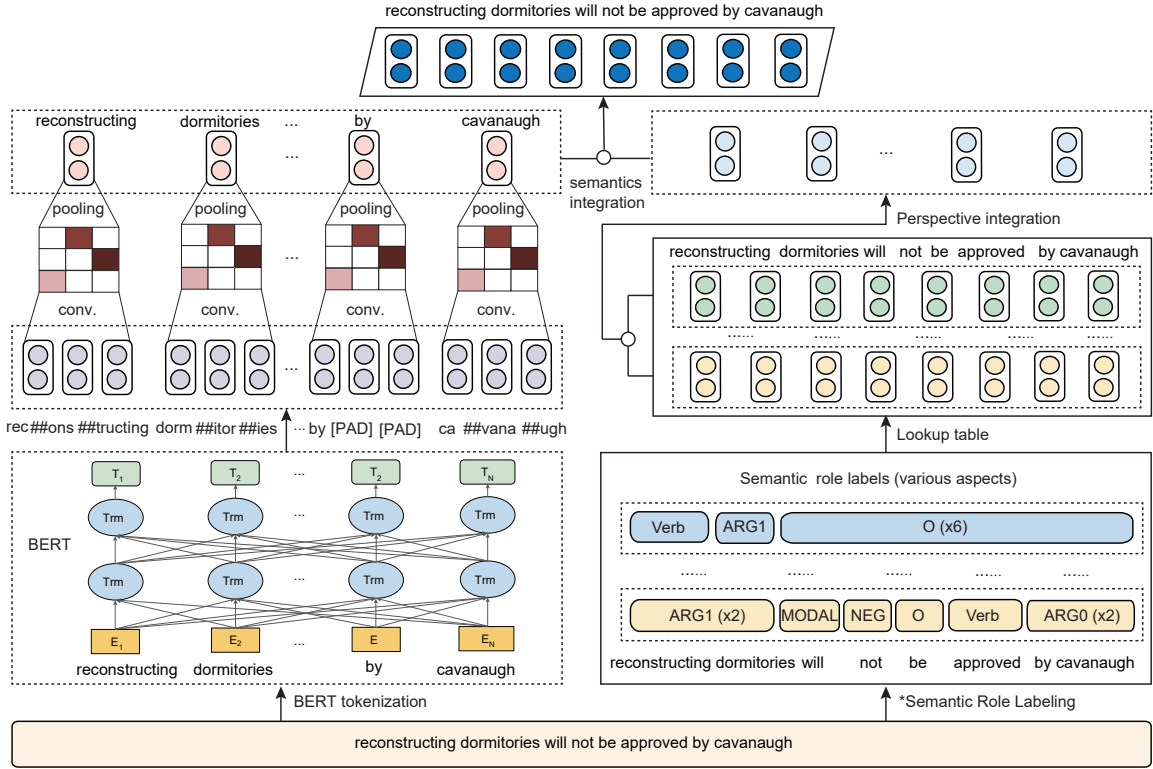 reconstructing dormitories will not be approved by cavanaugh
reconstructing dormitories ... by cavanaugh
...
pooling pooling pooling pooling
...
conv. conv. conv. conv.
...
rec ##ons ##tructing dorm ##itor ##ies ... by [PAD] [PAD] ca ##vana ##ugh
T1 T2 ... T2 TN
Trm Trm ... Trm Trm
BERT
Trm Trm ... Trm Trm
E1 E2 ... E EN
reconstructing dormitories ... by cavanaugh
BERT tokenization
semantics
integration
...
Perspective integration
reconstructing dormitories will not be approved by cavanaugh
...... ...... ...... ...... ......
Lookup table
Semantic role labels (various aspects)
Verb ARG1 O (x6)
...... ...... ...... ...... ......
ARG1 (x2) MODAL NEG O Verb ARG0 (x2)
reconstructing dormitories will not be approved by cavanaugh
*Semantic Role Labeling
reconstructing dormitories will not be approved by cavanaugh